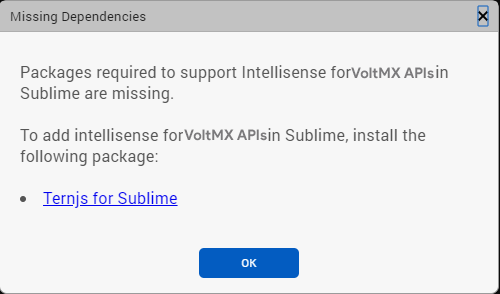 Missing Dependencies
Packages required to support Intellisense forVoltMX APIsin
Sublime are missing.
To add intellisense forVoltMX APIsin Sublime, install the
following package:
• Ternjs for Sublime
OK